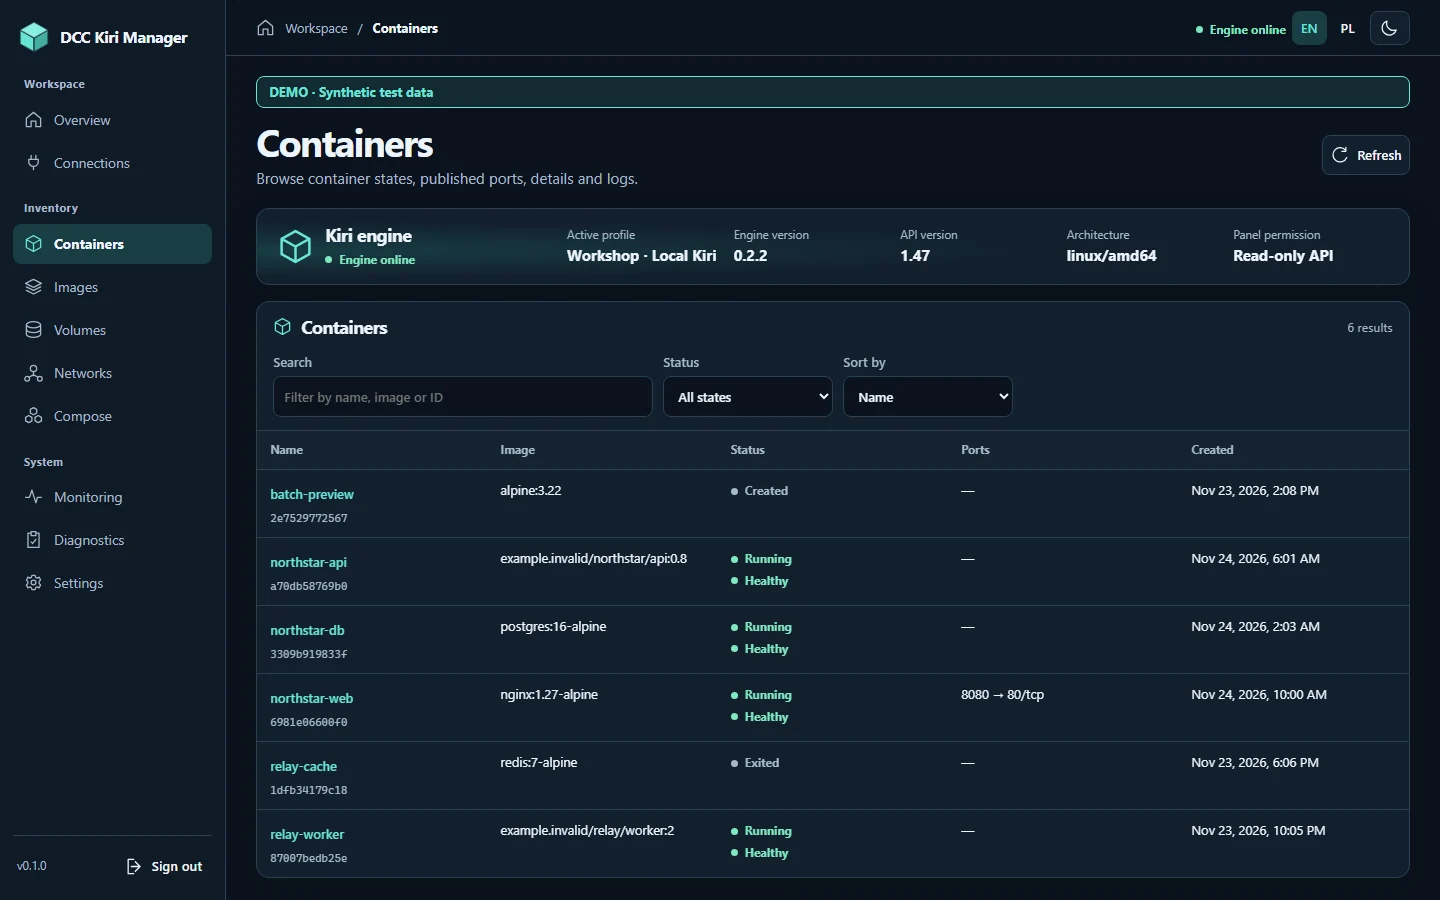 DCC Kiri Manager
Workspace
Overview
Connections
Inventory
Containers
Images
Volumes
Networks
Compose
System
Monitoring
Diagnostics
Settings
v0.1.0
Sign out
Workspace / Containers
Engine online
EN
PL
DEMO · Synthetic test data
Containers
Browse container states, published ports, details and logs.
Refresh
Kiri engine
Engine online
Active profile
Workshop · Local Kiri
Engine version
0.2.2
API version
1.47
Architecture
linux/amd64
Panel permission
Read-only API
Containers
6 results
Search
Filter by name, image or ID
Status
All states
Sort by
Name
Name Image Status Ports Created
batch-preview alpine:3.22 Created — Nov 23, 2026, 2:08 PM
2e7529772567
northstar-api example.invalid/northstar/api:0.8 Running — Nov 24, 2026, 6:01 AM
a70db58769b0 Healthy
northstar-db postgres:16-alpine Running — Nov 24, 2026, 2:03 AM
3309b919833f Healthy
northstar-web nginx:1.27-alpine Running 8080 → 80/tcp Nov 24, 2026, 10:00 AM
6981e06600f0 Healthy
relay-cache redis:7-alpine Exited — Nov 23, 2026, 6:06 PM
1dfb34179c18
relay-worker example.invalid/relay/worker:2 Running — Nov 23, 2026, 10:05 PM
87007bedb25e Healthy